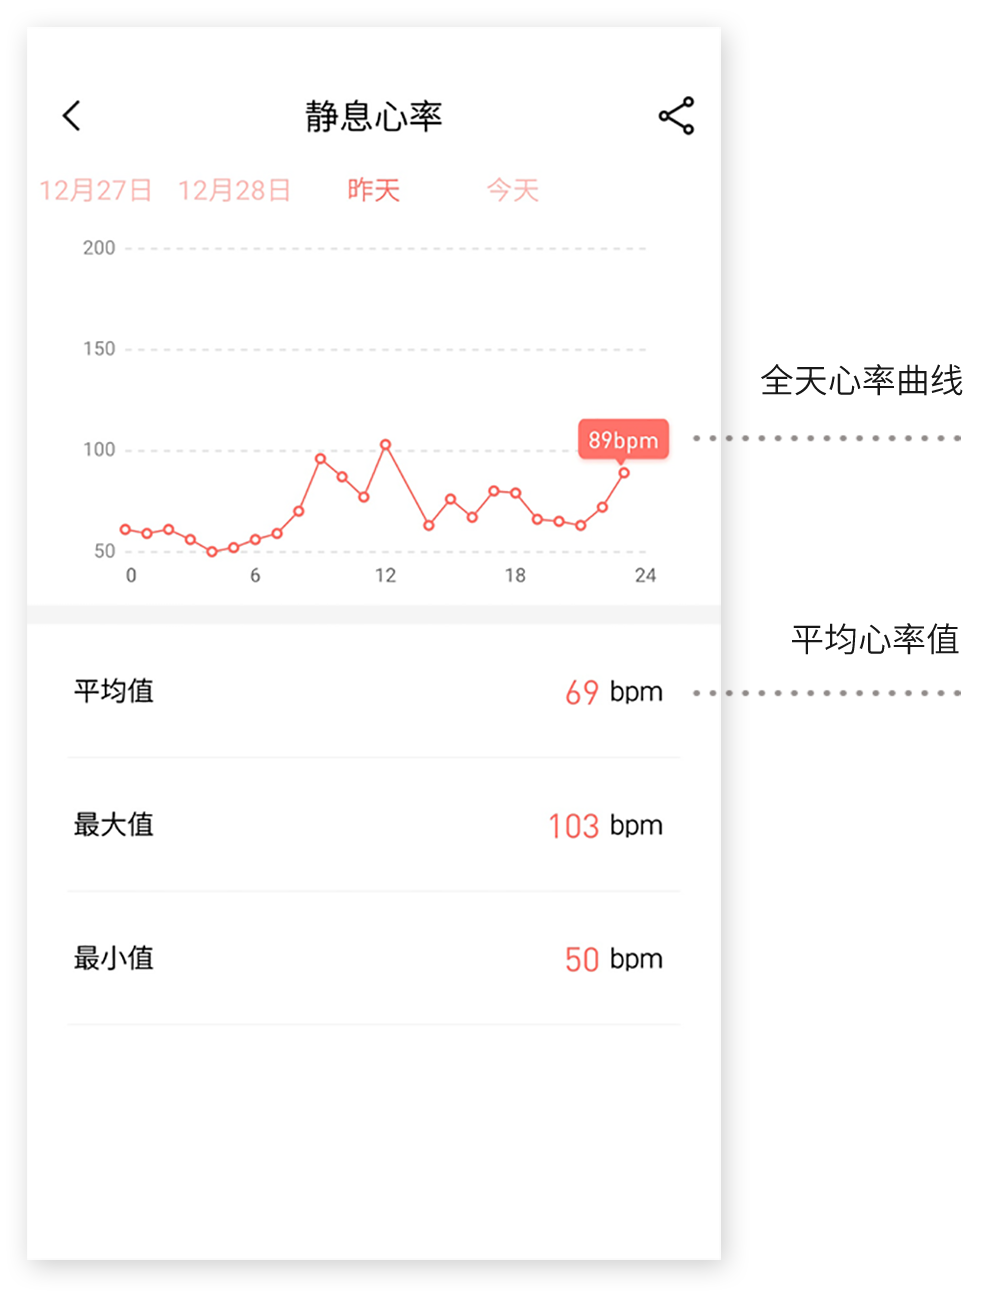 静息心率
12月27日 12月28日 昨天 今天
200
150
全天心率曲线
100
89bpm
50
0 6 12 18 24
平均心率值
平均值 69 bpm
最大值 103 bpm
最小值 50 bpm